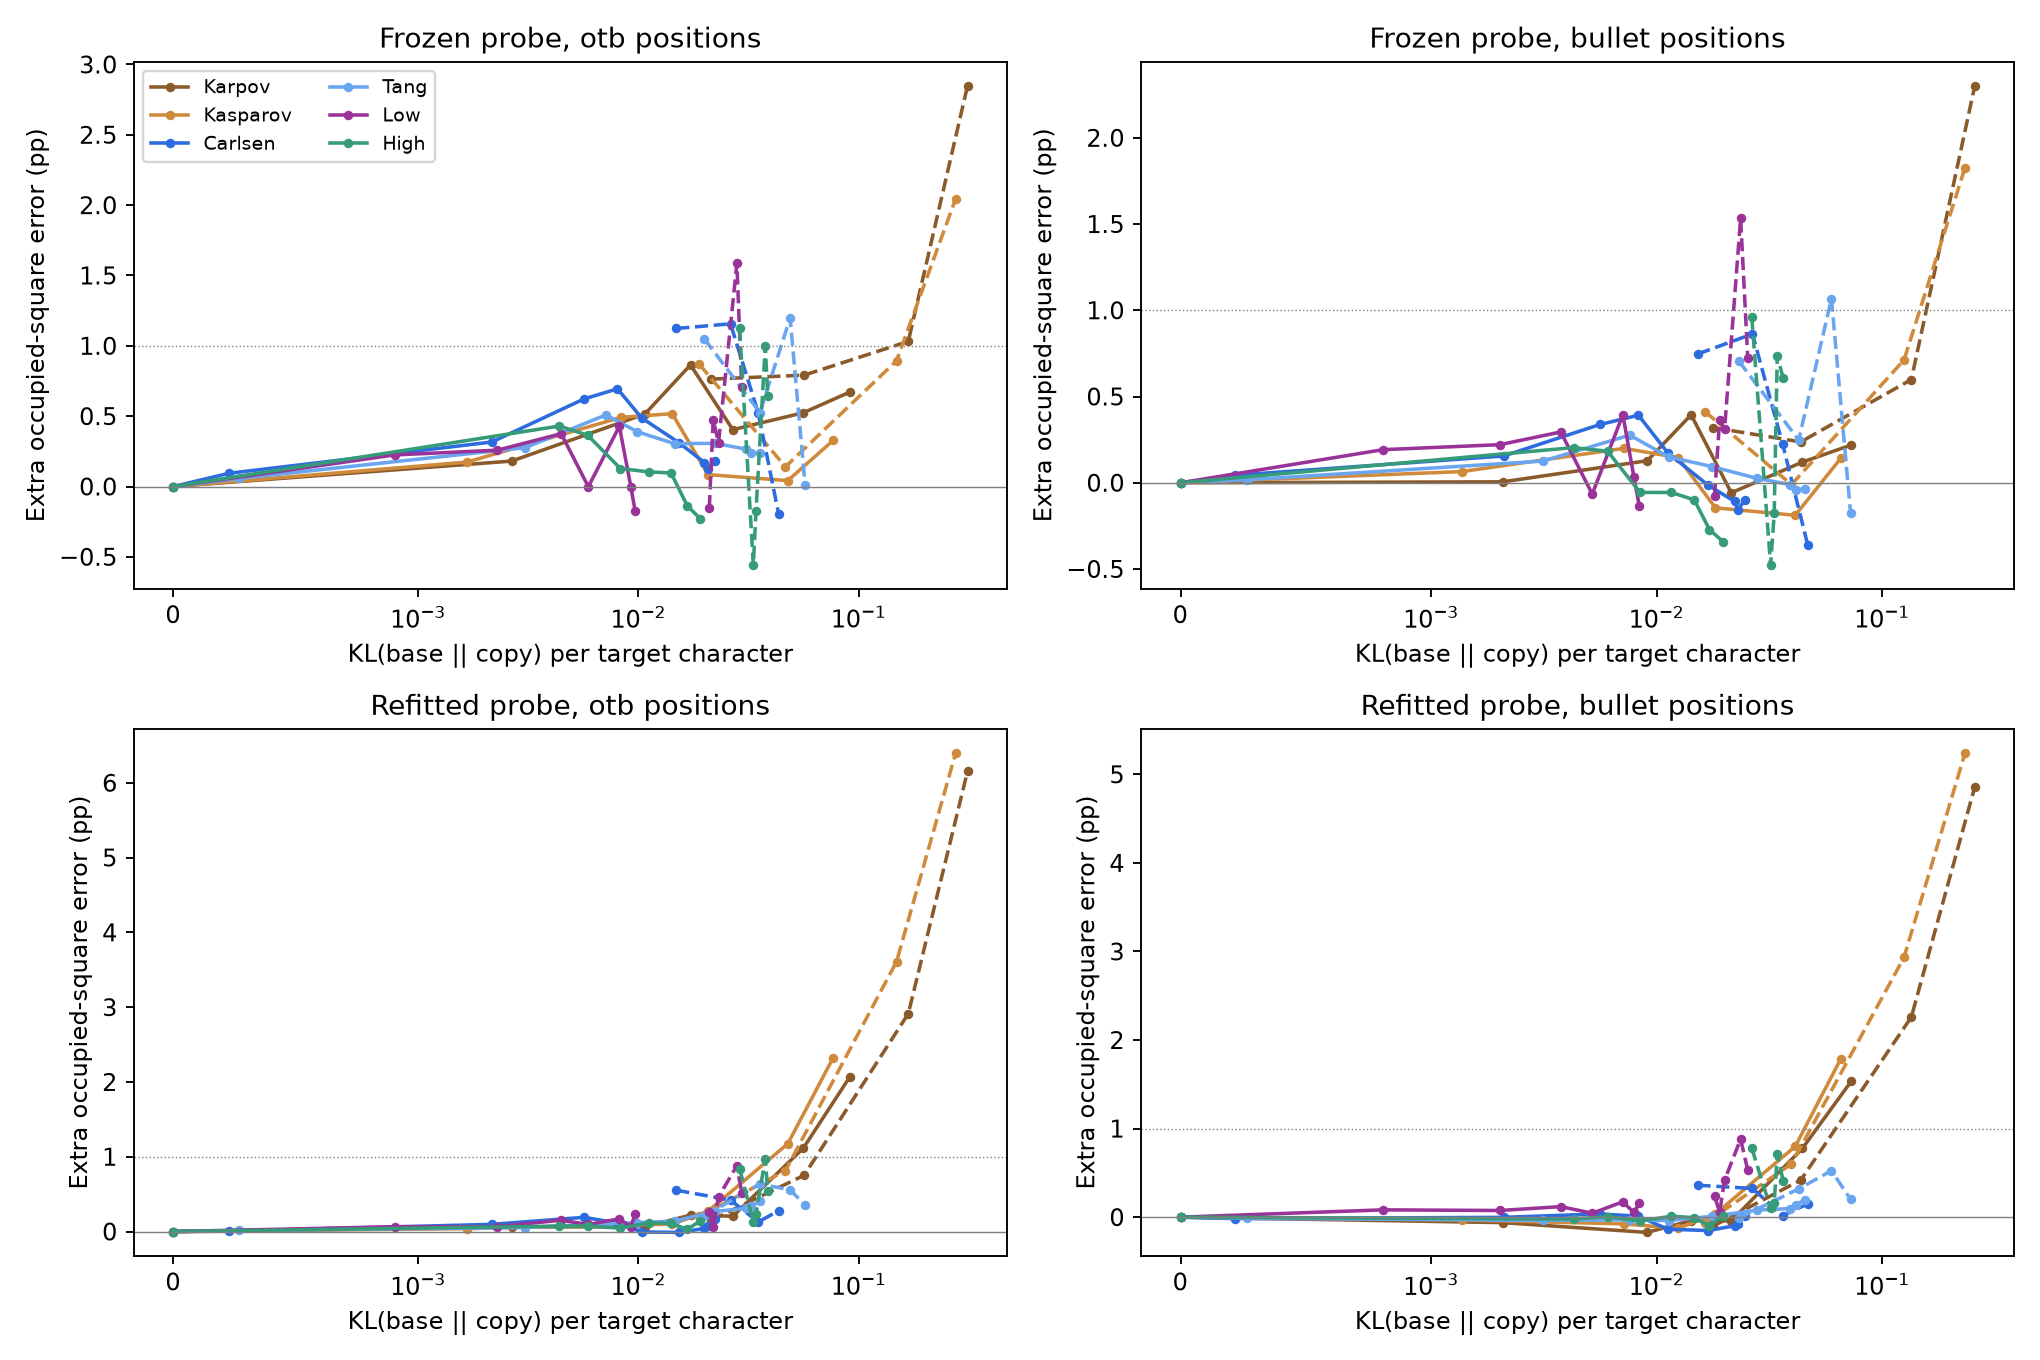 Frozen probe, otb positions
Extra occupied-square error (pp)
3.0
2.5
2.0
1.5
1.0
0.5
0.0
−0.5
Karpov
Kasparov
Carlsen
Tang
Low
High
0
10⁻³
10⁻²
10⁻¹
KL(base || copy) per target character
Frozen probe, bullet positions
Extra occupied-square error (pp)
2.0
1.5
1.0
0.5
0.0
−0.5
0
10⁻³
10⁻²
10⁻¹
KL(base || copy) per target character
Refitted probe, otb positions
Extra occupied-square error (pp)
6
5
4
3
2
1
0
0
10⁻³
10⁻²
10⁻¹
KL(base || copy) per target character
Refitted probe, bullet positions
Extra occupied-square error (pp)
5
4
3
2
1
0
0
10⁻³
10⁻²
10⁻¹
KL(base || copy) per target character